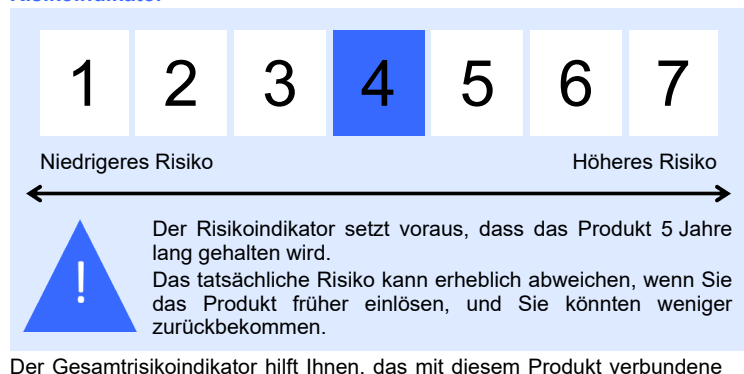 Risikoindikator
1 2 3 4 5 6 7
Niedrigeres Risiko Höheres Risiko
!
Der Risikoindikator setzt voraus, dass das Produkt 5 Jahre
lang gehalten wird.
Das tatsächliche Risiko kann erheblich abweichen, wenn Sie
das Produkt früher einlösen, und Sie könnten weniger
zurückbekommen.
Der Gesamtrisikoindikator hilft Ihnen, das mit diesem Produkt verbundene